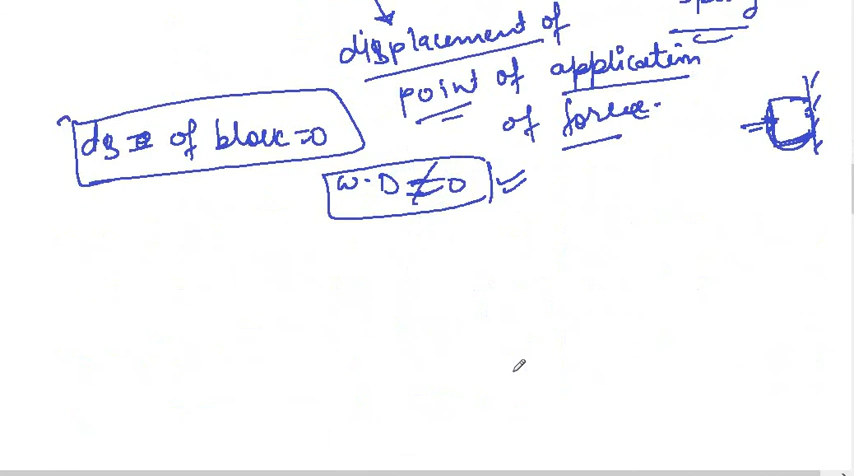 displacement of
point of application
of force.
ds = of block = 0
W.D ≠ 0